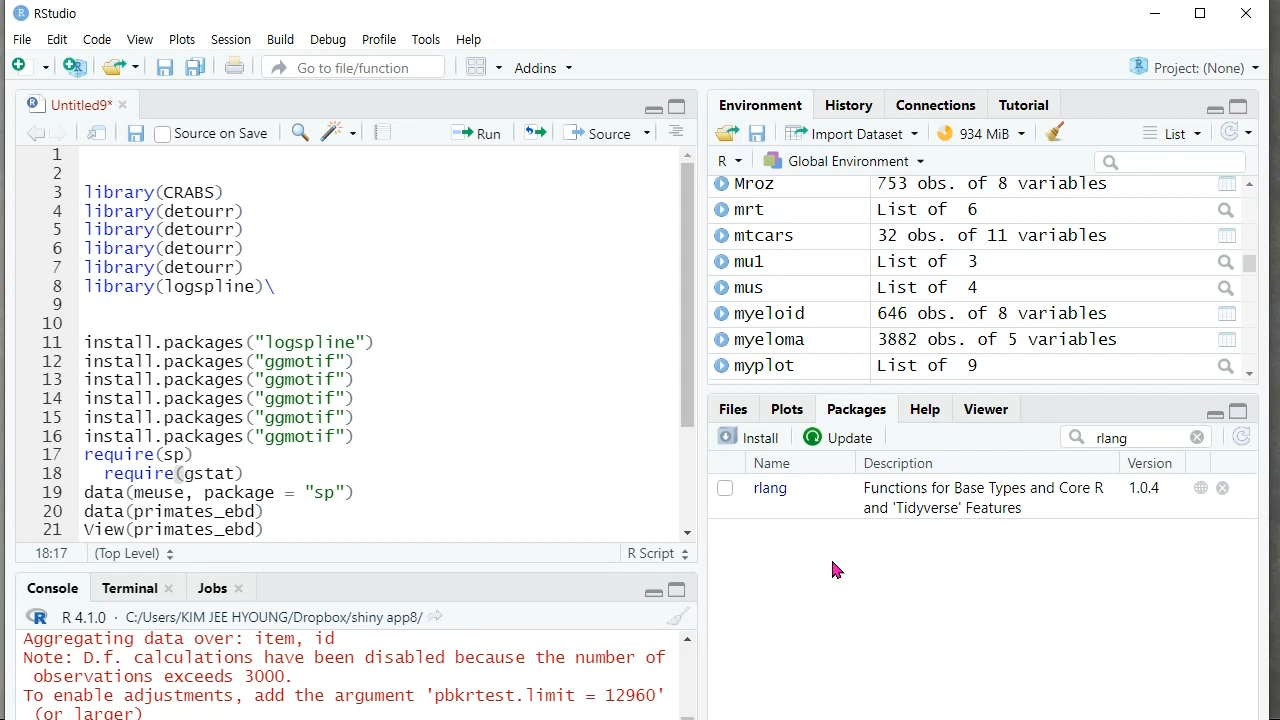 RStudio
File Edit Code View Plots Session Build Debug Profile Tools Help
Go to file/function Addins Project: (None)
Untitled9*
Source on Save Run Source
1
2
3 library(CRABS)
4 library(detourr)
5 library(detourr)
6 library(detourr)
7 library(detourr)
8 library(logspline)\
9
10
11 install.packages("logspline")
12 install.packages("ggmotif")
13 install.packages("ggmotif")
14 install.packages("ggmotif")
15 install.packages("ggmotif")
16 install.packages("ggmotif")
17 require(sp)
18 require(gstat)
19 data(meuse, package = "sp")
20 data(primates_ebd)
21 View(primates_ebd)
18:17 (Top Level) R Script
Console Terminal Jobs
R 4.1.0 · C:/Users/KIM JEE HYOUNG/Dropbox/shiny app8/
Aggregating data over: item, id
Note: D.f. calculations have been disabled because the number of
observations exceeds 3000.
To enable adjustments, add the argument 'pbkrtest.limit = 12960'
(or larger)
Environment History Connections Tutorial
Import Dataset 934 MiB List
R Global Environment
Mroz 753 obs. of 8 variables
mrt List of 6
mtcars 32 obs. of 11 variables
mu1 List of 3
mus List of 4
myeloid 646 obs. of 8 variables
myeloma 3882 obs. of 5 variables
myplot List of 9
Files Plots Packages Help Viewer
Install Update rlang
Name Description Version
rlang Functions for Base Types and Core R 1.0.4
and 'Tidyverse' Features